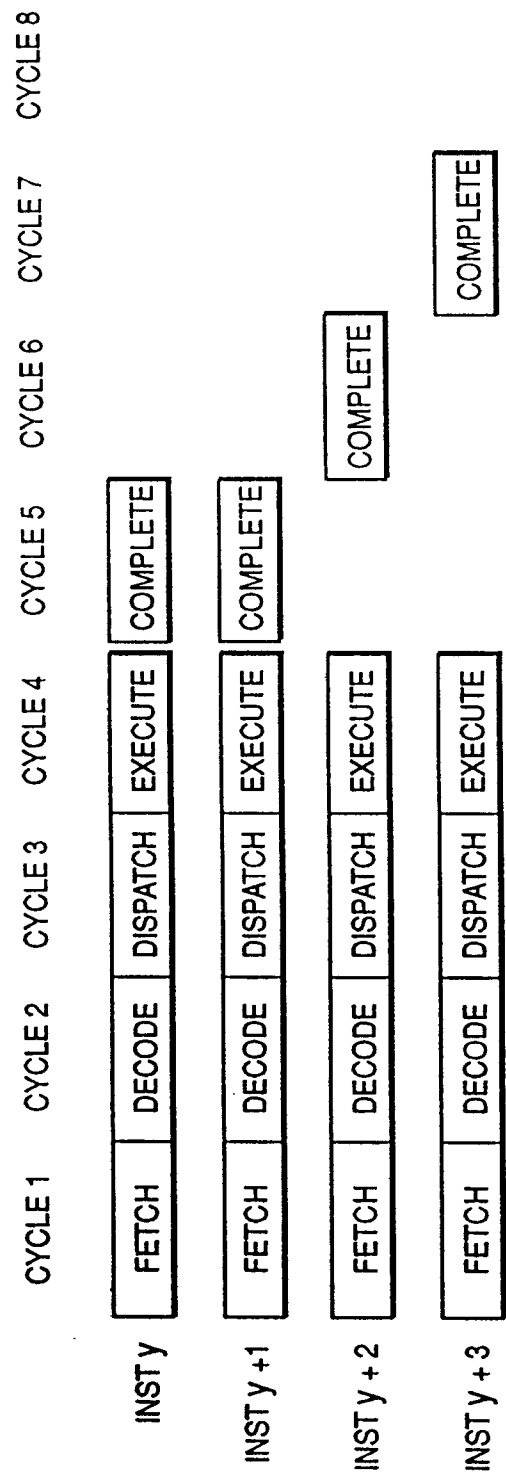 CYCLE 1 CYCLE 2 CYCLE 3 CYCLE 4 CYCLE 5 CYCLE 6 CYCLE 7 CYCLE 8
INST y FETCH DECODE DISPATCH EXECUTE COMPLETE
INST y +1 FETCH DECODE DISPATCH EXECUTE COMPLETE
INST y + 2 FETCH DECODE DISPATCH EXECUTE COMPLETE
INST y + 3 FETCH DECODE DISPATCH EXECUTE COMPLETE